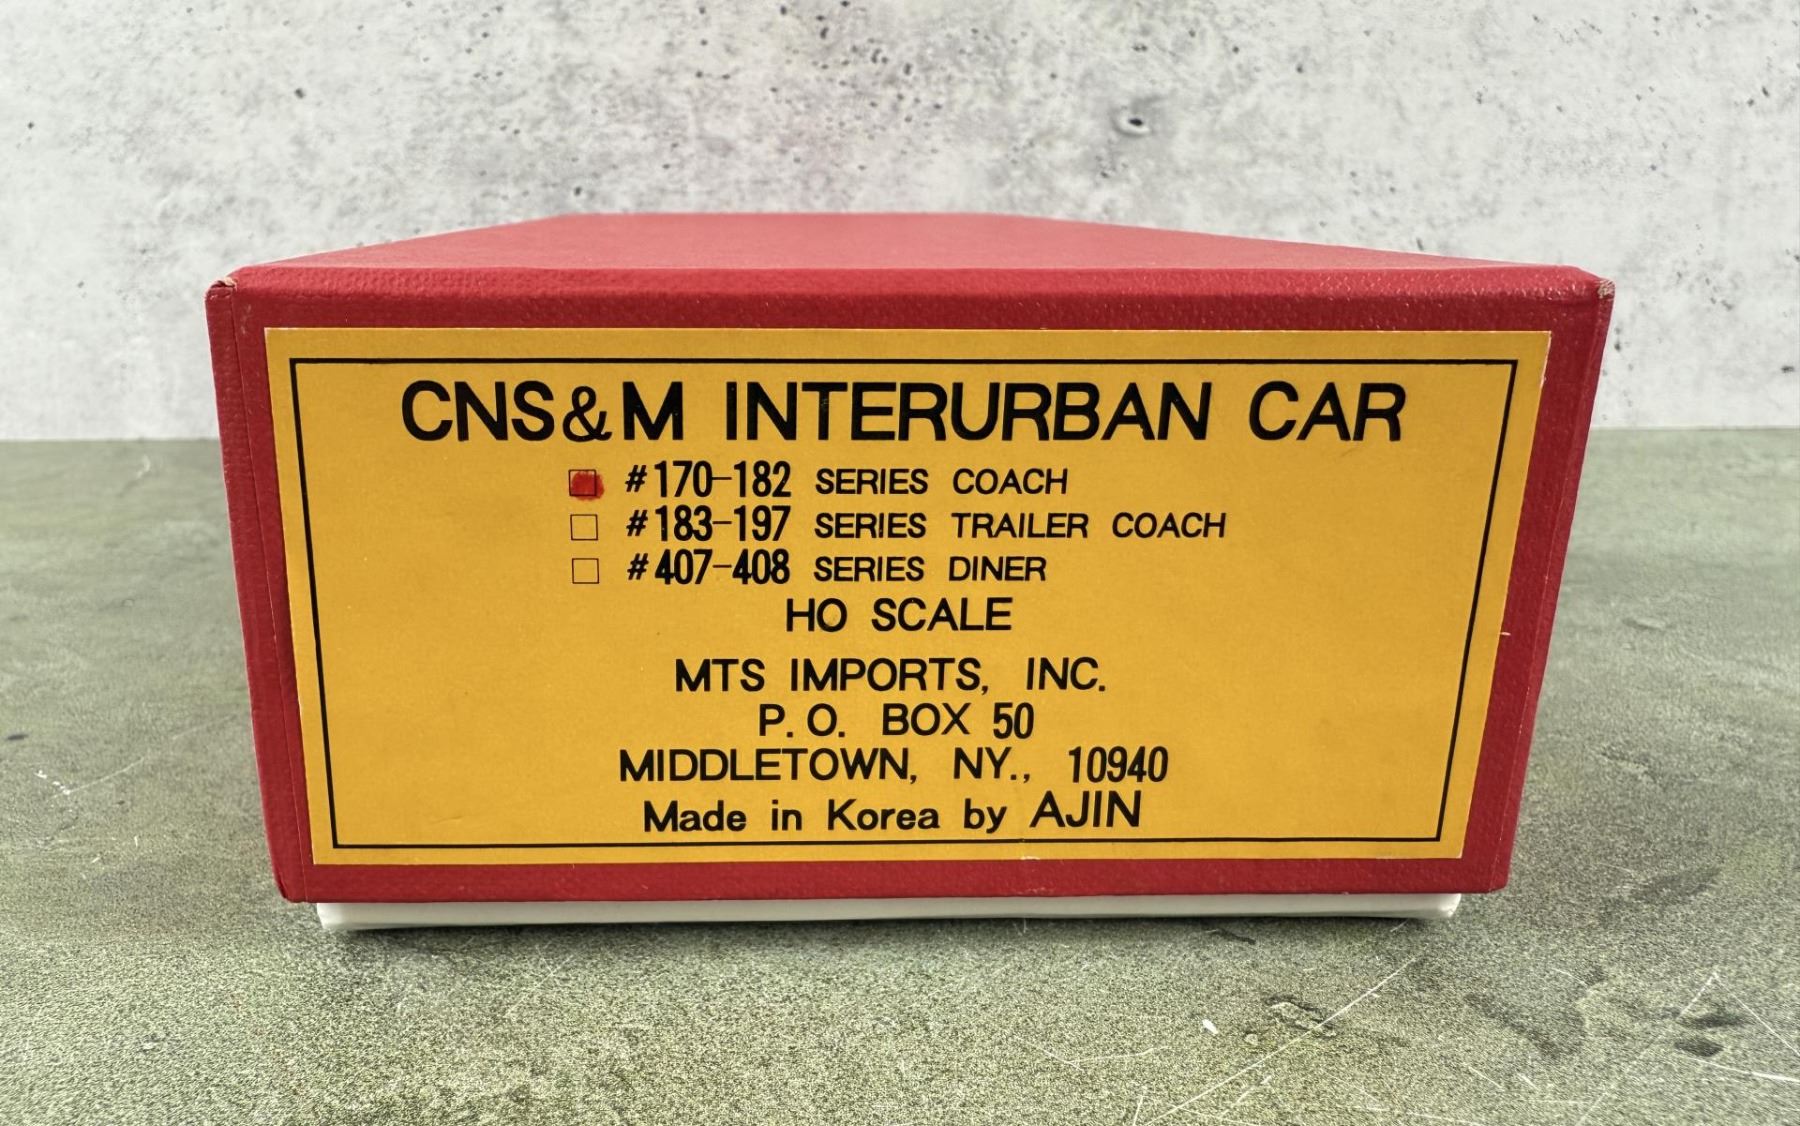 CNS&M INTERURBAN CAR
#170-182 SERIES COACH
#183-197 SERIES TRAILER COACH
#407-408 SERIES DINER
HO SCALE
MTS IMPORTS, INC.
P.O. BOX 50
MIDDLETOWN, NY., 10940
Made in Korea by AJIN